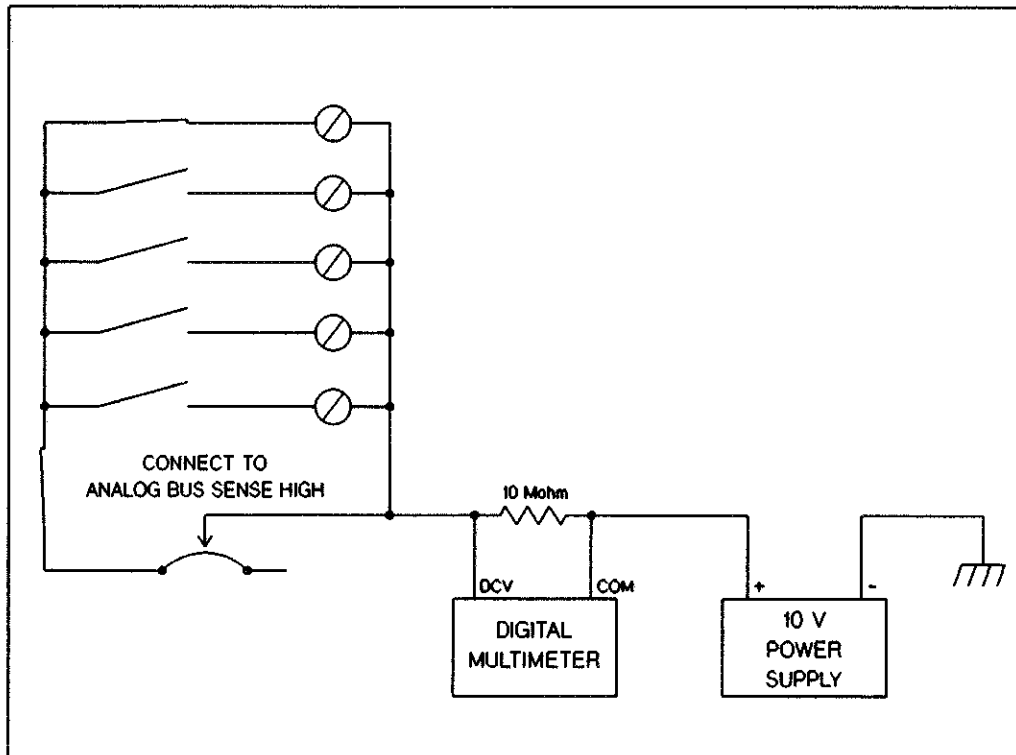 CONNECT TO
ANALOG BUS SENSE HIGH
10 Mohm
DCV
COM
DIGITAL
MULTIMETER
+
-
10 V
POWER
SUPPLY